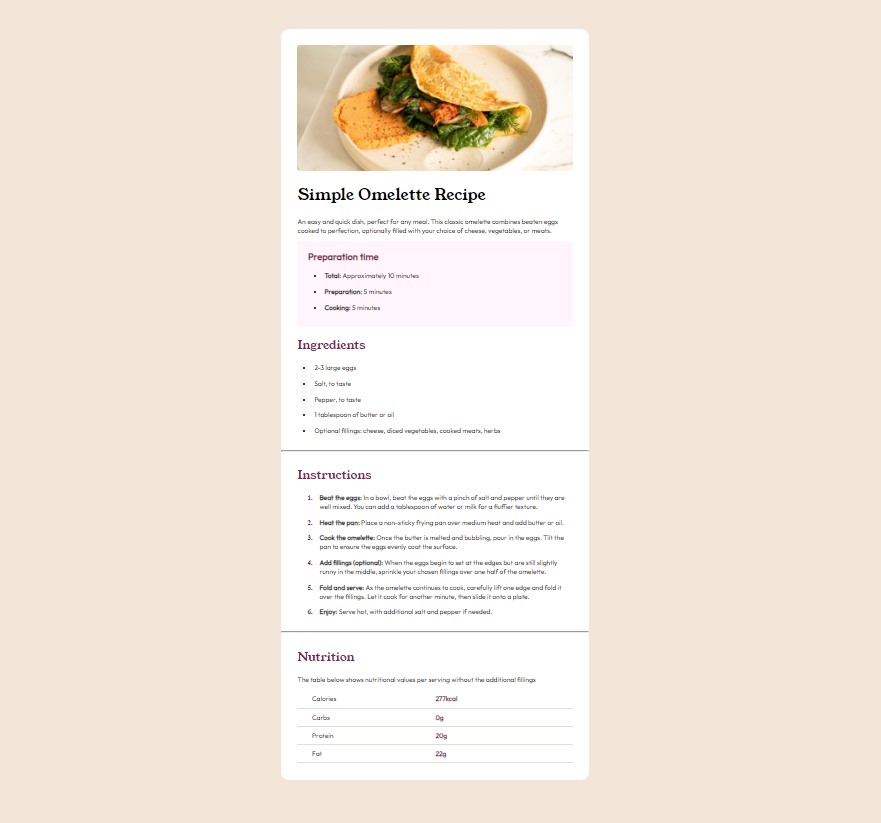 Simple Omelette Recipe
An easy and quick dish, perfect for any meal. This classic omelette combines beaten eggs
cooked to perfection, optionally filled with your choice of cheese, vegetables, or meats.
Preparation time
• Total: Approximately 10 minutes
• Preparation: 5 minutes
• Cooking: 5 minutes
Ingredients
• 2-3 large eggs
• Salt, to taste
• Pepper, to taste
• 1 tablespoon of butter or oil
• Optional fillings: cheese, diced vegetables, cooked meats, herbs
Instructions
1. Beat the eggs: In a bowl, beat the eggs with a pinch of salt and pepper until they are
well mixed. You can add a tablespoon of water or milk for a fluffier texture.
2. Heat the pan: Place a non-sticky frying pan over medium heat and add butter or oil.
3. Cook the omelette: Once the butter is melted and bubbling, pour in the eggs. Tilt the
pan to ensure the eggs evenly coat the surface.
4. Add fillings (optional): When the eggs begin to set at the edges but are still slightly
runny in the middle, sprinkle your chosen fillings over one half of the omelette.
5. Fold and serve: As the omelette continues to cook, carefully lift one edge and fold it
over the fillings. Let it cook for another minute, then slide it onto a plate.
6. Enjoy: Serve hot, with additional salt and pepper if needed.
Nutrition
The table below shows nutritional values per serving without the additional fillings
Calories 277kcal
Carbs 0g
Protein 20g
Fat 22g